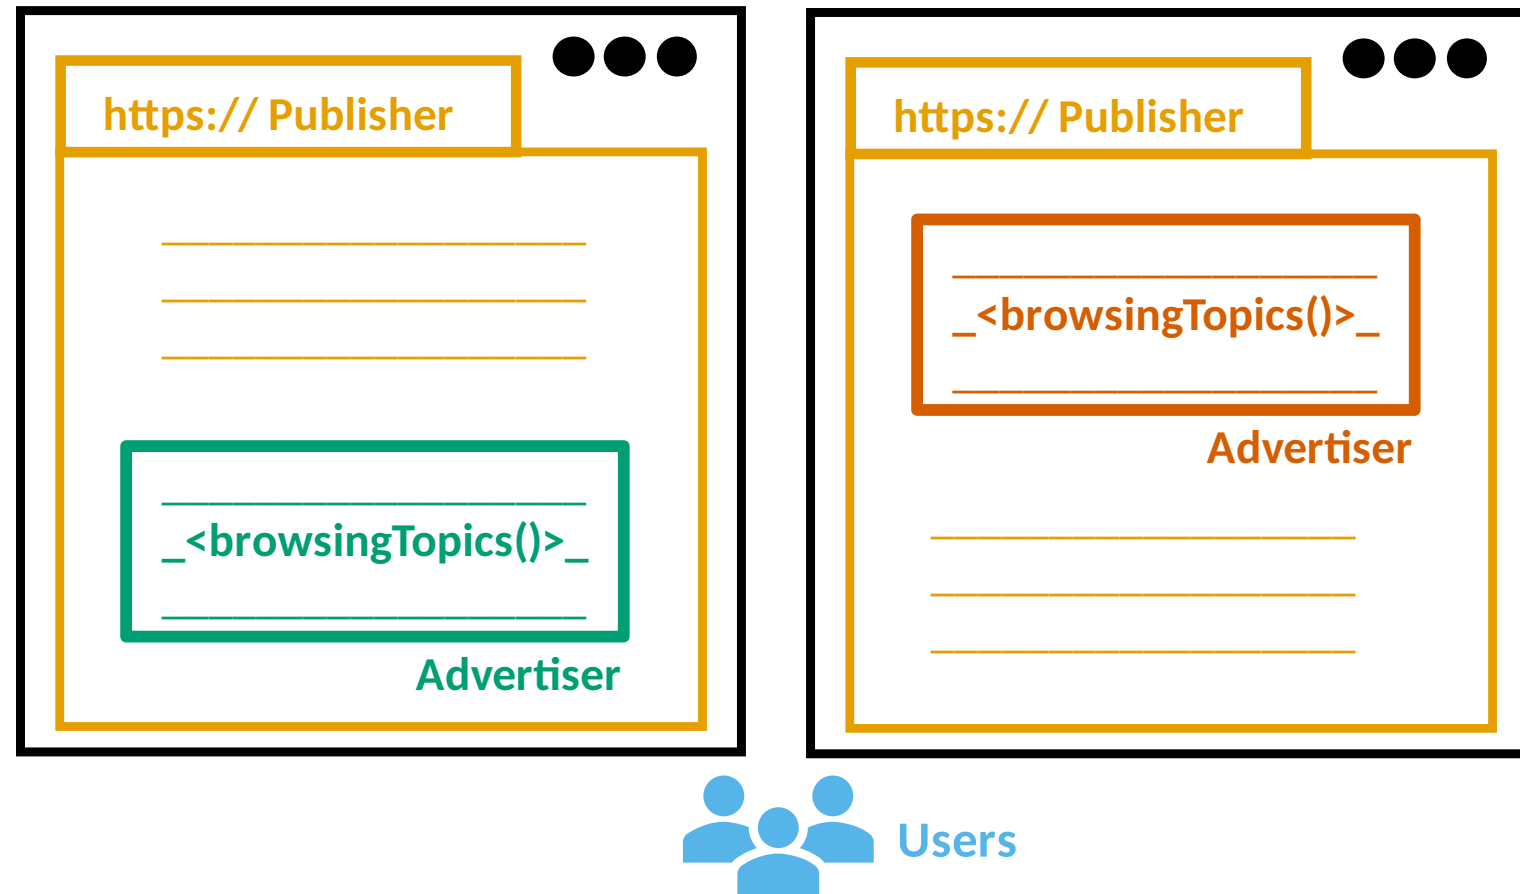 https:// Publisher
_<browsingTopics()>_
Advertiser
https:// Publisher
_<browsingTopics()>_
Advertiser
Users